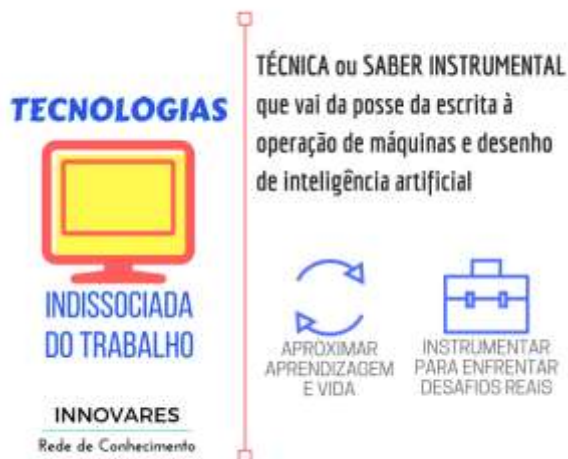 TECNOLOGIAS
INDISSOCIADA
DO TRABALHO
INNOVARES
Rede de Conhecimento
TÉCNICA ou SABER INSTRUMENTAL
que vai da posse da escrita à
operação de máquinas e desenho
de inteligência artificial
APROXIMAR
APRENDIZAGEM
E VIDA
INSTRUMENTAR
PARA ENFRENTAR
DESAFIOS REAIS